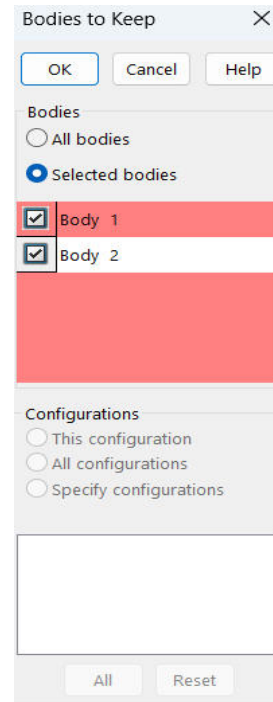 Bodies to Keep
OK Cancel Help
Bodies
All bodies
Selected bodies
Body 1
Body 2
Configurations
This configuration
All configurations
Specify configurations
All Reset